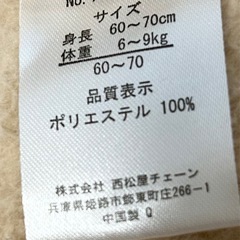 No.
サイズ
身長 60～70cm
体重 6～9kg
60～70
品質表示
ポリエステル 100%
株式会社 西松屋チェーン
兵庫県姫路市飾東町庄266-1
中国製 Q